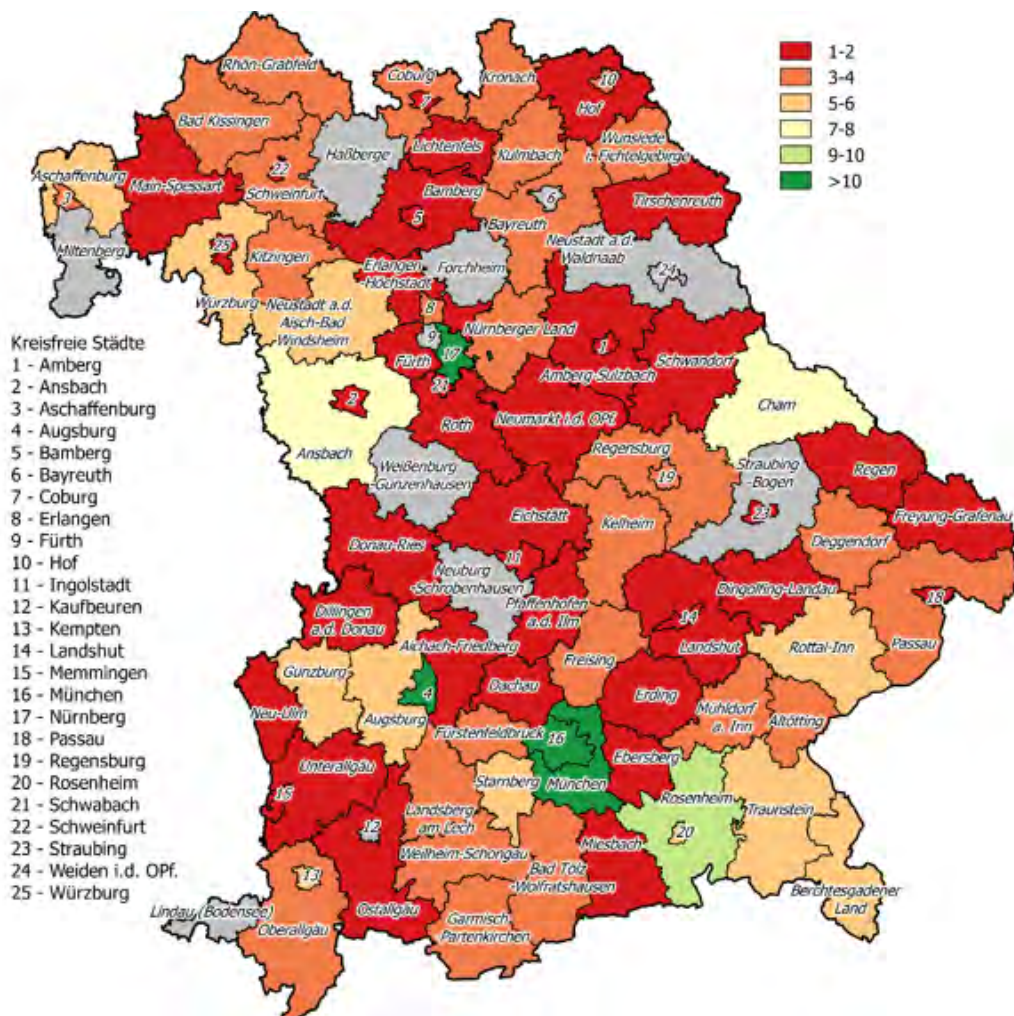 1-2
3-4
5-6
7-8
9-10
>10
Rhön-Grabfeld
Coburg
7
Kronach
10
Hof
Bad Kissingen
Haßberge
Lichtenfels
Kulmbach
Wunsiedel
i. Fichtelgebirge
Aschaffenburg
3
Main-Spessart
22
Schweinfurt
Bamberg
5
6
Bayreuth
Tirschenreuth
Miltenberg
25
Würzburg
Kitzingen
Erlangen
-Höchstadt
Forchheim
Neustadt a.d.
Waldnaab
24
Neustadt a.d.
Aisch-Bad
Windsheim
8
9
17
Fürth
21
Nürnberger Land
1
Amberg-Sulzbach
Schwandorf
Kreisfreie Städte
1 - Amberg
2 - Ansbach
3 - Aschaffenburg
4 - Augsburg
5 - Bamberg
6 - Bayreuth
7 - Coburg
8 - Erlangen
9 - Fürth
10 - Hof
11 - Ingolstadt
12 - Kaufbeuren
13 - Kempten
14 - Landshut
15 - Memmingen
16 - München
17 - Nürnberg
18 - Passau
19 - Regensburg
20 - Rosenheim
21 - Schwabach
22 - Schweinfurt
23 - Straubing
24 - Weiden i.d. OPf.
25 - Würzburg
2
Ansbach
Roth
Neumarkt i.d. OPf.
Cham
Weißenburg
-Gunzenhausen
Regensburg
19
Straubing
-Bogen
23
Regen
Freyung-Grafenau
Eichstätt
Kelheim
Deggendorf
Donau-Ries
11
Neuburg
-Schrobenhausen
Pfaffenhofen
a.d. Ilm
Dingolfing-Landau
14
Landshut
18
Passau
Dillingen
a.d. Donau
Aichach-Friedberg
Freising
Rottal-Inn
Günzburg
Neu-Ulm
4
Augsburg
Dachau
Erding
Mühldorf
a. Inn
Altötting
Fürstenfeldbruck
16
München
Ebersberg
Unterallgäu
15
Starnberg
Rosenheim
20
Traunstein
Landsberg
am Lech
12
Weilheim-Schongau
Miesbach
Bad Tölz
-Wolfratshausen
Berchtesgadener
Land
13
Lindau (Bodensee)
Oberallgäu
Ostallgäu
Garmisch
Partenkirchen